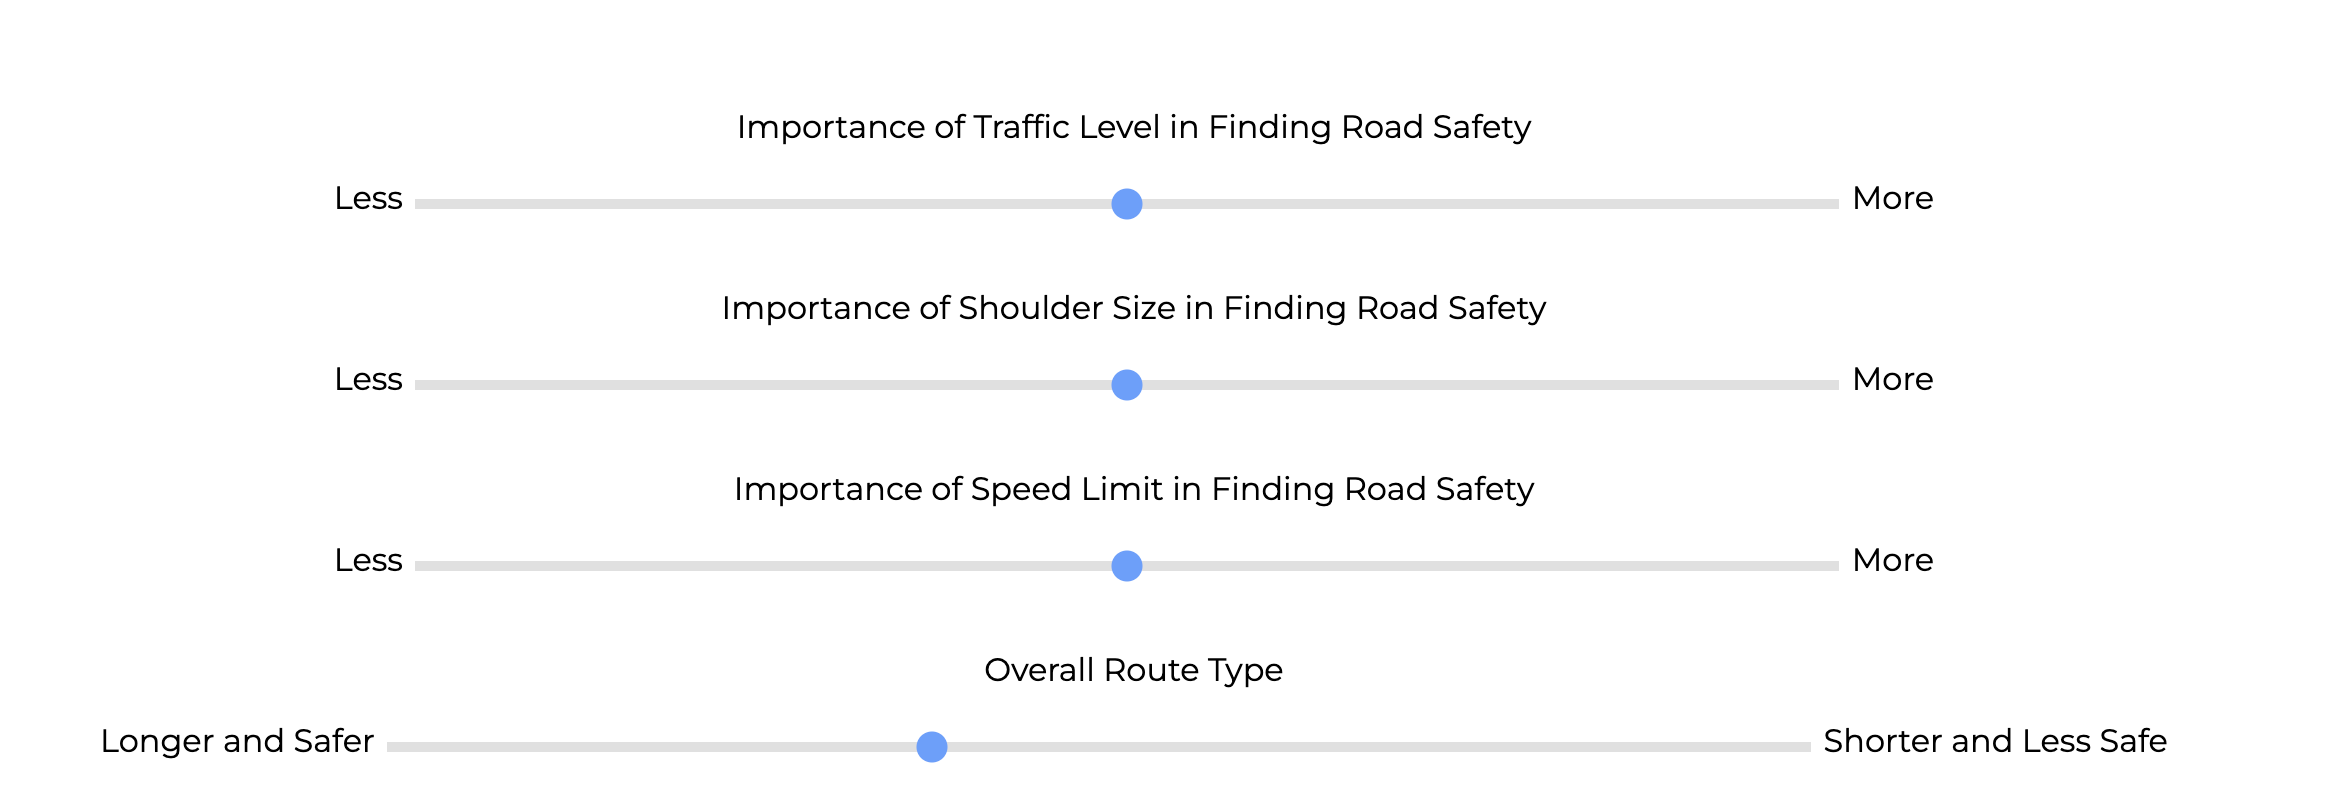 Importance of Traffic Level in Finding Road Safety
Less More
Importance of Shoulder Size in Finding Road Safety
Less More
Importance of Speed Limit in Finding Road Safety
Less More
Overall Route Type
Longer and Safer Shorter and Less Safe